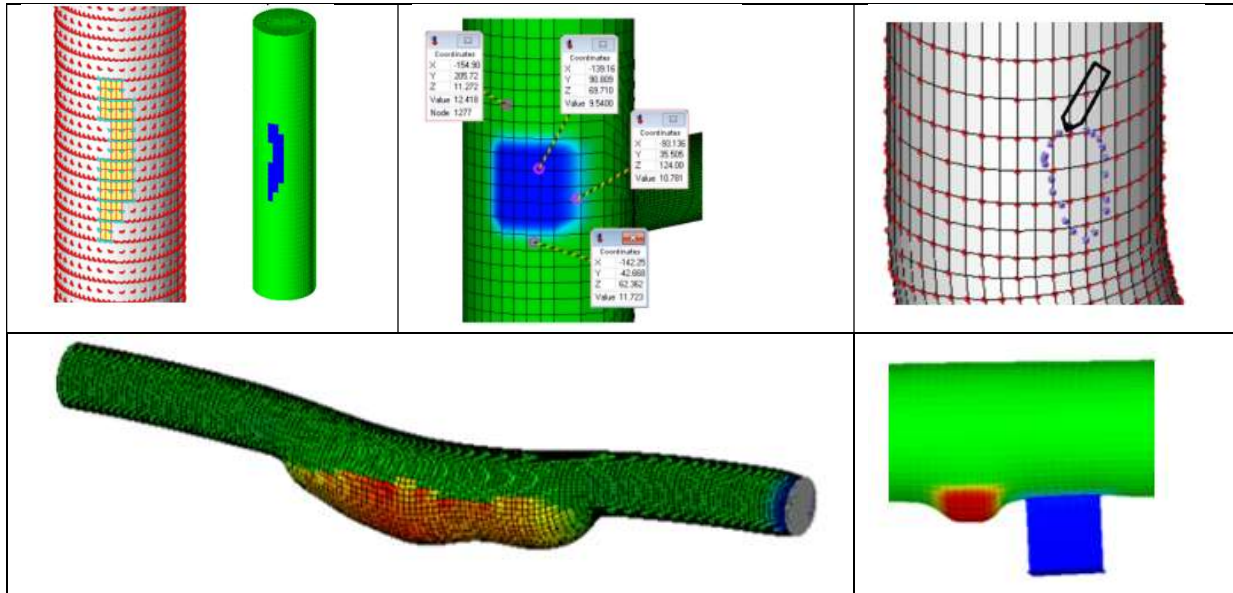 Coordinates
X -154.90
Y 205.72
Z 11.272
Value 12.418
Node 1277
Coordinates
X -139.16
Y 90.809
Z 69.710
Value 9.5400
Coordinates
X -80.136
Y 35.505
Z 124.00
Value 10.781
Coordinates
X -142.25
Y -42.668
Z 62.362
Value 11.723